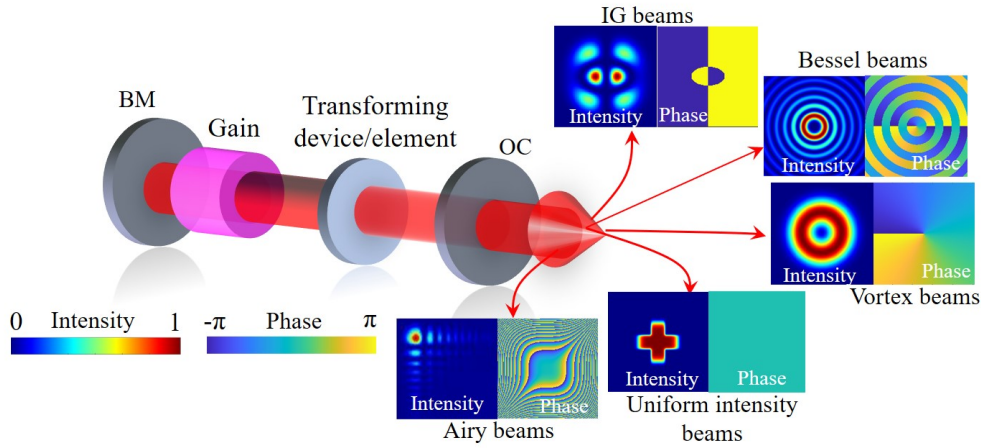 IG beams
Intensity Phase
Bessel beams
Intensity Phase
BM
Gain
Transforming
device/element
OC
Intensity Phase
Vortex beams
0 Intensity 1
-π Phase π
Intensity Phase
Airy beams
Intensity Phase
Uniform intensity
beams